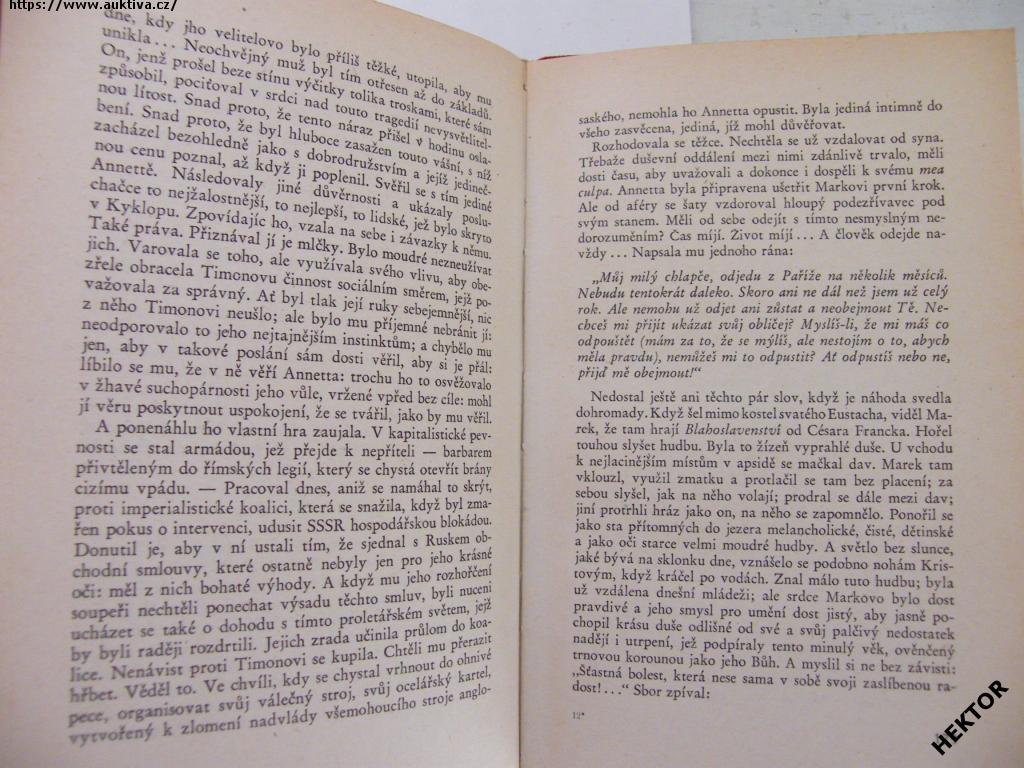 https://www.auktiva.cz/
dne, kdy jho velitelovo bylo příliš těžké, utopila, aby mu
unikla... Neochvějný muž byl tím otřesen až do základů.
On, jenž prošel beze stínu výčitky tolika troskami, které sám
způsobil, pociťoval v srdci nad touto tragedií nevysvětlitel-
nou lítost. Snad proto, že tento náraz přišel v hodinu osla-
bení. Snad proto, že byl hluboce zasažen touto vášní, s níž
zacházel bezohledně jako s dobrodružstvím a jejíž jedineč-
nou cenu poznal, až když ji poplenil. Svěřil se s tím jediné
Annettě. Následovaly jiné důvěrnosti a ukázaly poslu-
chačce to nejžalostnější, to nejlepší, to lidské, jež bylo skryto
v Kyklopu. Zpovídajíc ho, vzala na sebe i závazky k němu.
Také práva. Přiznával jí je mlčky. Bylo moudré nezneužívat
jich. Varovala se toho, ale využívala svého vlivu, aby obe-
zřele obracela Timonovu činnost sociálním směrem, jejž po-
važovala za správný. Ať byl tlak její ruky sebejemnější, nic
z něho Timonovi neušlo; ale bylo mu příjemné nebránit jí:
neodporovalo to jeho nejtajnějším instinktům; a chybělo mu
jen, aby v takové poslání sám dosti věřil, aby si je přál:
líbilo se mu, že v ně věří Annetta: trochu ho to osvěžovalo
v žhavé suchopárnosti jeho vůle, vržené vpřed bez cíle: mohl
jí věru poskytnout uspokojení, že se tvářil, jako by mu věřil.
A ponenáhlu ho vlastní hra zaujala. V kapitalistické pev-
nosti se stal armádou, jež přejde k nepříteli — barbarem
přivtěleným do římských legií, který se chystá otevřít brány
cizímu vpádu. — Pracoval dnes, aniž se namáhal to skrýt,
proti imperialistické koalici, která se snažila, když byl zma-
řen pokus o intervenci, udusit SSSR hospodářskou blokádou.
Donutil je, aby v ní ustali tím, že sjednal s Ruskem ob-
chodní smlouvy, které ostatně nebyly jen pro jeho krásné
oči: měl z nich bohaté výhody. A když mu jeho rozhořčení
soupeři nechtěli ponechat výsadu těchto smluv, byli nuceni
ucházet se také o dohodu s tímto proletářským světem, jejž
by byli raději rozdrtili. Jejich zrada učinila průlom do koa-
lice. Nenávist proti Timonovi se kupila. Chtěli mu přerazit
hřbet. Věděl to. Ve chvíli, kdy se chystal vrhnout do ohnivé
pece, organisovat svůj válečný stroj, svůj ocelářský kartel,
vytvořený k zlomení nadvlády všemohoucího stroje anglo-
saského, nemohla ho Annetta opustit. Byla jediná intimně do
všeho zasvěcena, jediná, jíž mohl důvěřovat.
Rozhodovala se těžce. Nechtěla se už vzdalovat od syna.
Třebaže duševní oddálení mezi nimi zdánlivě trvalo, měli
dosti času, aby uvažovali a dokonce i dospěli k svému mea
culpa. Annetta byla připravena ušetřit Markovi první krok.
Ale od aféry se šaty vzdoroval hloupý podezřívavec pod
svým stanem. Měli od sebe odejít s tímto nesmyslným ne-
dorozuměním? Čas míjí. Život míjí... A člověk odejde na-
vždy... Napsala mu jednoho rána:
„Můj milý chlapče, odjedu z Paříže na několik měsíců.
Nebudu tentokrát daleko. Skoro ani ne dál než jsem už celý
rok. Ale nemohu už odjet ani zůstat a neobejmout Tě. Ne-
chceš mi přijít ukázat svůj obličej? Myslíš-li, že mi máš co
odpouštět (mám za to, že se mýlíš, ale nestojím o to, abych
měla pravdu), nemůžeš mi to odpustit? Ať odpustíš nebo ne,
přijď mě obejmout!“
Nedostal ještě ani těchto pár slov, když je náhoda svedla
dohromady. Když šel mimo kostel svatého Eustacha, viděl Ma-
rek, že tam hrají Blahoslavenství od Césara Francka. Hořel
touhou slyšet hudbu. Byla to žízeň vyprahlé duše. U vchodu
k nejlacinějším místům v apsidě se mačkal dav. Marek tam
vklouzl, využil zmatku a protlačil se tam bez placení; za
sebou slyšel, jak na něho volají; prodral se dále mezi dav;
jiní protrhli hráz jako on, na něho se zapomnělo. Ponořil se
jako sta přítomných do jezera melancholické, čisté, dětinské
a jako oči starce velmi moudré hudby. A světlo bez slunce,
jaké bývá na sklonku dne, vznášelo se podobno nohám Kris-
tovým, když kráčel po vodách. Znal málo tuto hudbu; byla
už vzdálena dnešní mládeži; ale srdce Markovo bylo dost
pravdivé a jeho smysl pro umění dost jistý, aby jasně po-
chopil krásu duše odlišné od své a svůj palčivý nedostatek
nadějí i utrpení, jež podpíraly tento minulý věk, ověnčený
trnovou korounou jako jeho Bůh. A myslil si ne bez závisti:
„Šťastná bolest, která nese sama v sobě svoji zaslíbenou ra-
dost!...“ Sbor zpíval:
12*
HEKTOR